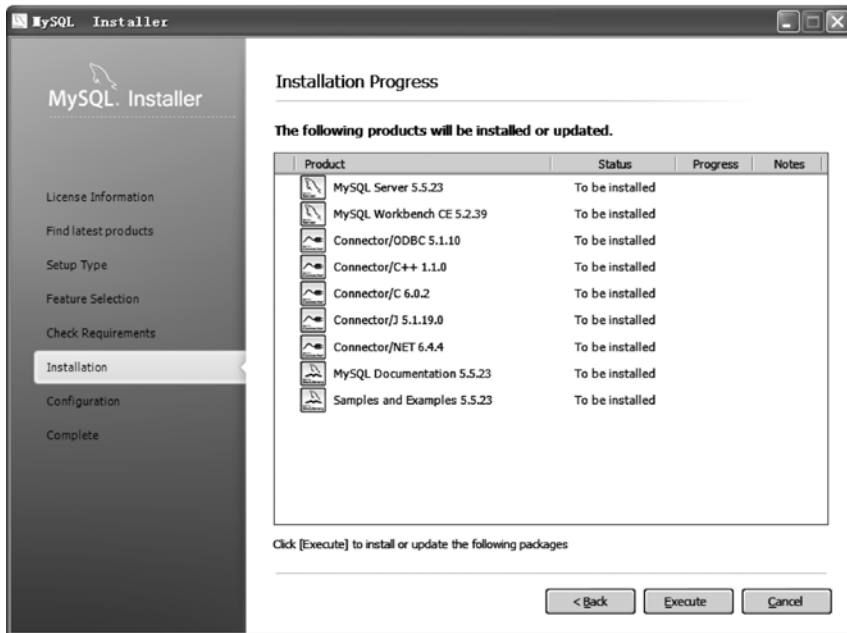 MySQL Installer
MySQL. Installer
License Information
Find latest products
Setup Type
Feature Selection
Check Requirements
Installation
Configuration
Complete
Installation Progress
The following products will be installed or updated.
Product Status Progress Notes
MySQL Server 5.5.23 To be installed
MySQL Workbench CE 5.2.39 To be installed
Connector/ODBC 5.1.10 To be installed
Connector/C++ 1.1.0 To be installed
Connector/C 6.0.2 To be installed
Connector/J 5.1.19.0 To be installed
Connector/NET 6.4.4 To be installed
MySQL Documentation 5.5.23 To be installed
Samples and Examples 5.5.23 To be installed
Click [Execute] to install or update the following packages
< Back Execute Cancel